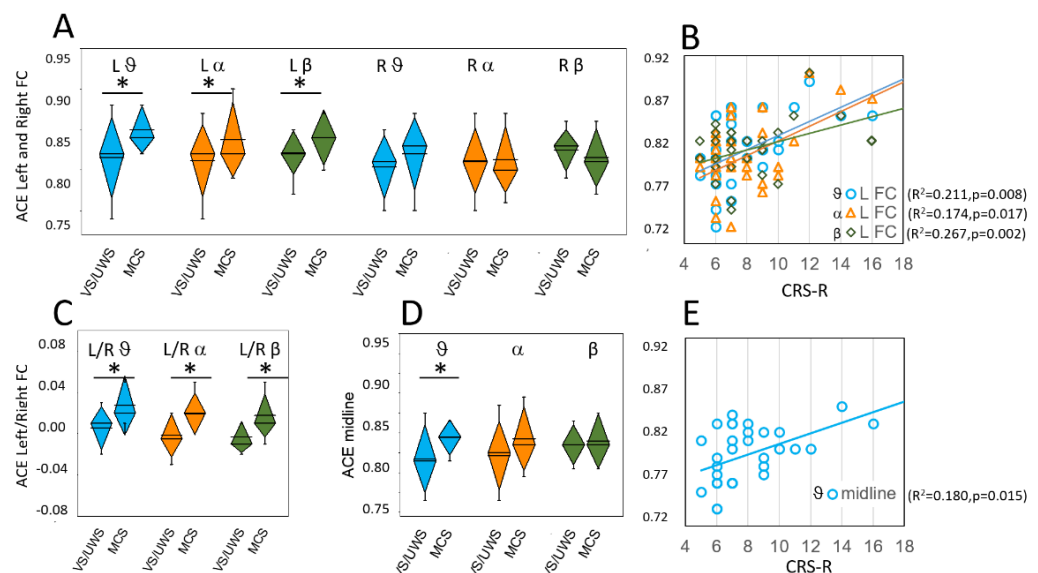 A
ACE Left and Right FC
0.95
0.90
0.85
0.80
0.75
L ϑ
*
L α
*
L β
*
R ϑ
R α
R β
VS/UWS
MCS
VS/UWS
MCS
VS/UWS
MCS
VS/UWS
MCS
VS/UWS
MCS
VS/UWS
MCS
B
0.92
0.87
0.82
0.77
0.72
ϑ L FC (R²=0.211,p=0.008)
α L FC (R²=0.174,p=0.017)
β L FC (R²=0.267,p=0.002)
4 6 8 10 12 14 16 18
CRS-R
C
ACE Left/Right FC
0.08
0.04
0.00
-0.04
-0.08
L/R ϑ
*
L/R α
*
L/R β
*
VS/UWS
MCS
VS/UWS
MCS
VS/UWS
MCS
D
ACE midline
0.95
0.90
0.85
0.80
0.75
ϑ
*
α
β
VS/UWS
MCS
VS/UWS
MCS
VS/UWS
MCS
E
0.92
0.87
0.82
0.77
0.72
ϑ midline (R²=0.180,p=0.015)
4 6 8 10 12 14 16 18
CRS-R